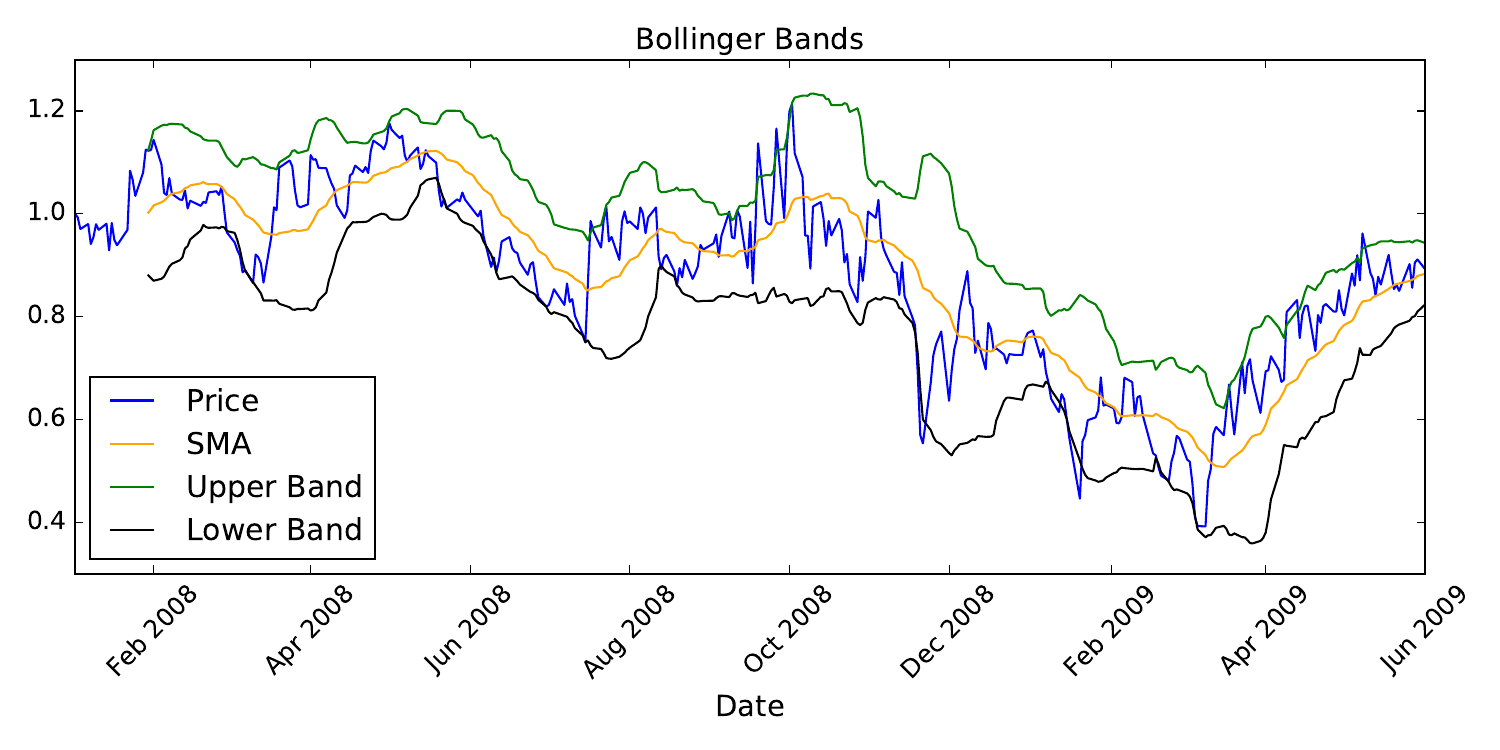 Bollinger Bands
1.2
1.0
0.8
0.6
0.4
Price
SMA
Upper Band
Lower Band
Feb 2008
Apr 2008
Jun 2008
Aug 2008
Oct 2008
Dec 2008
Feb 2009
Apr 2009
Jun 2009
Date